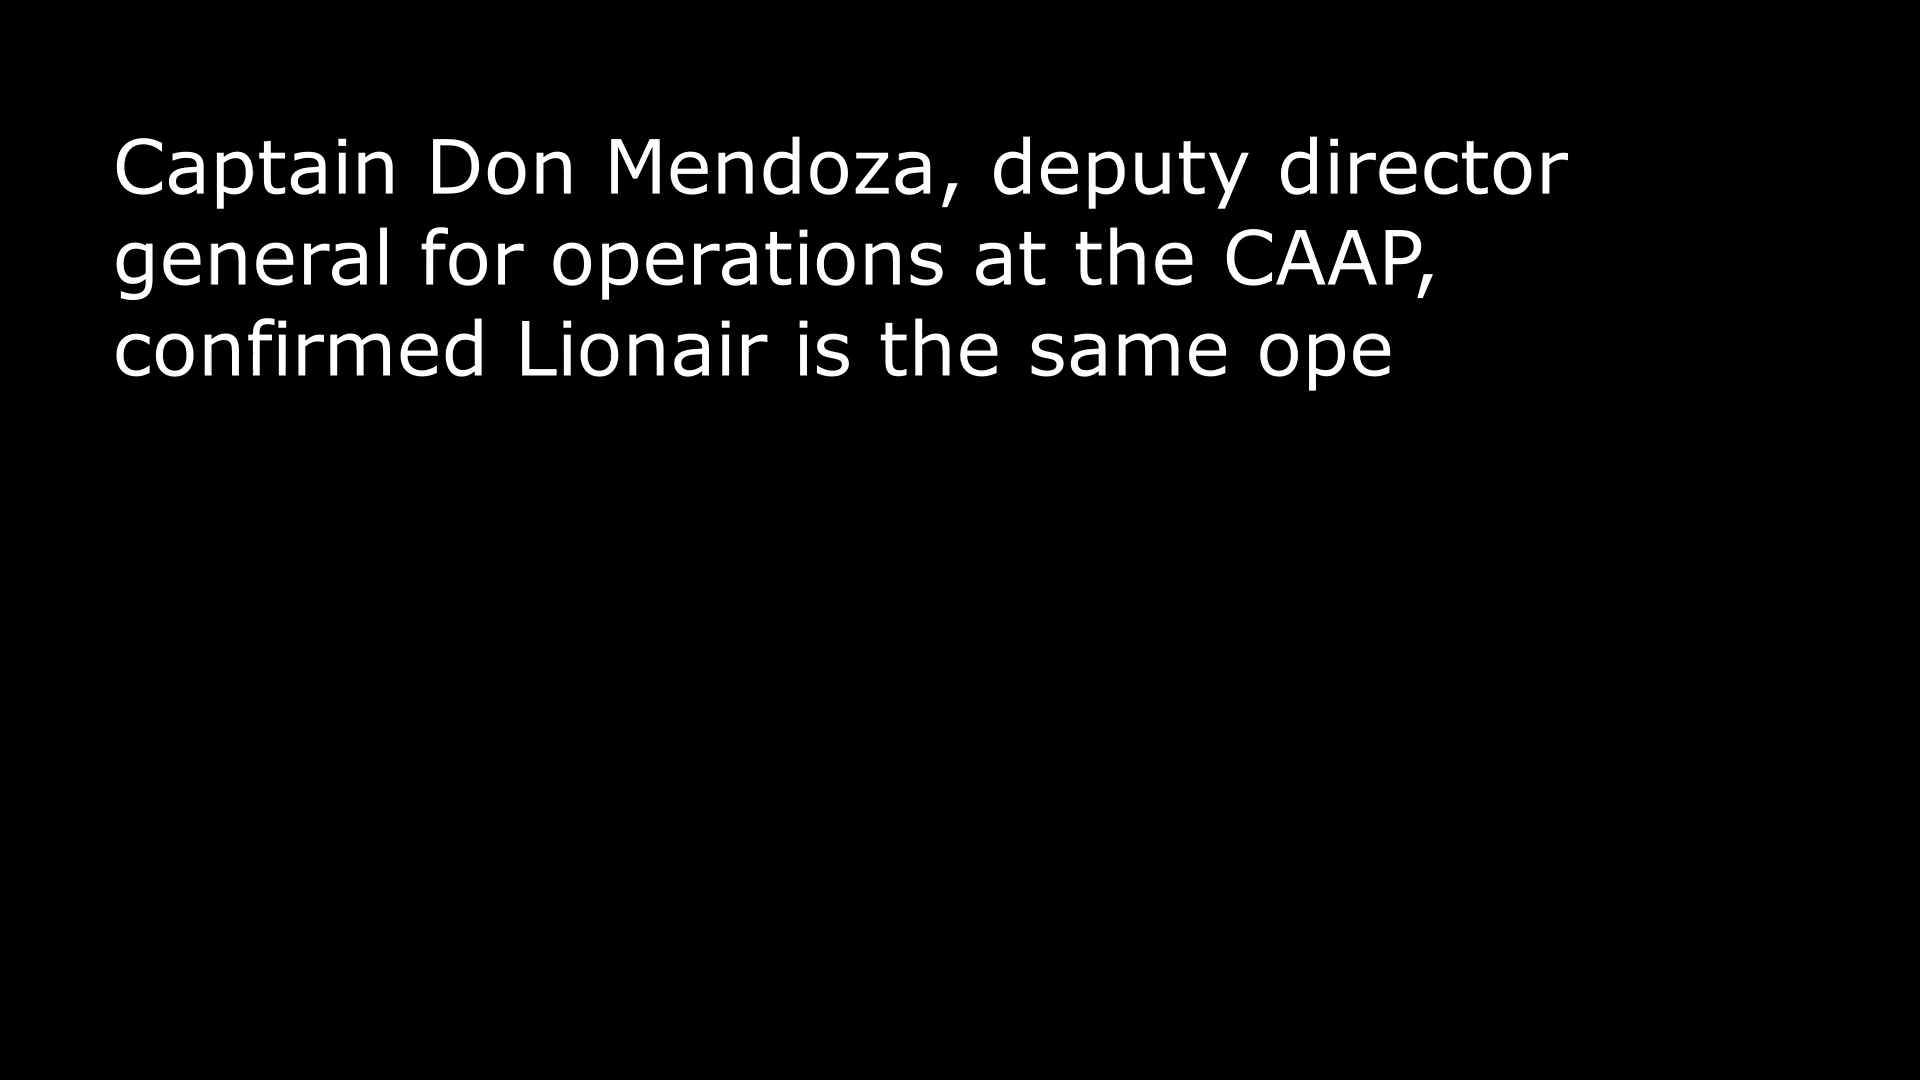 Captain Don Mendoza, deputy director
general for operations at the CAAP,
confirmed Lionair is the same ope